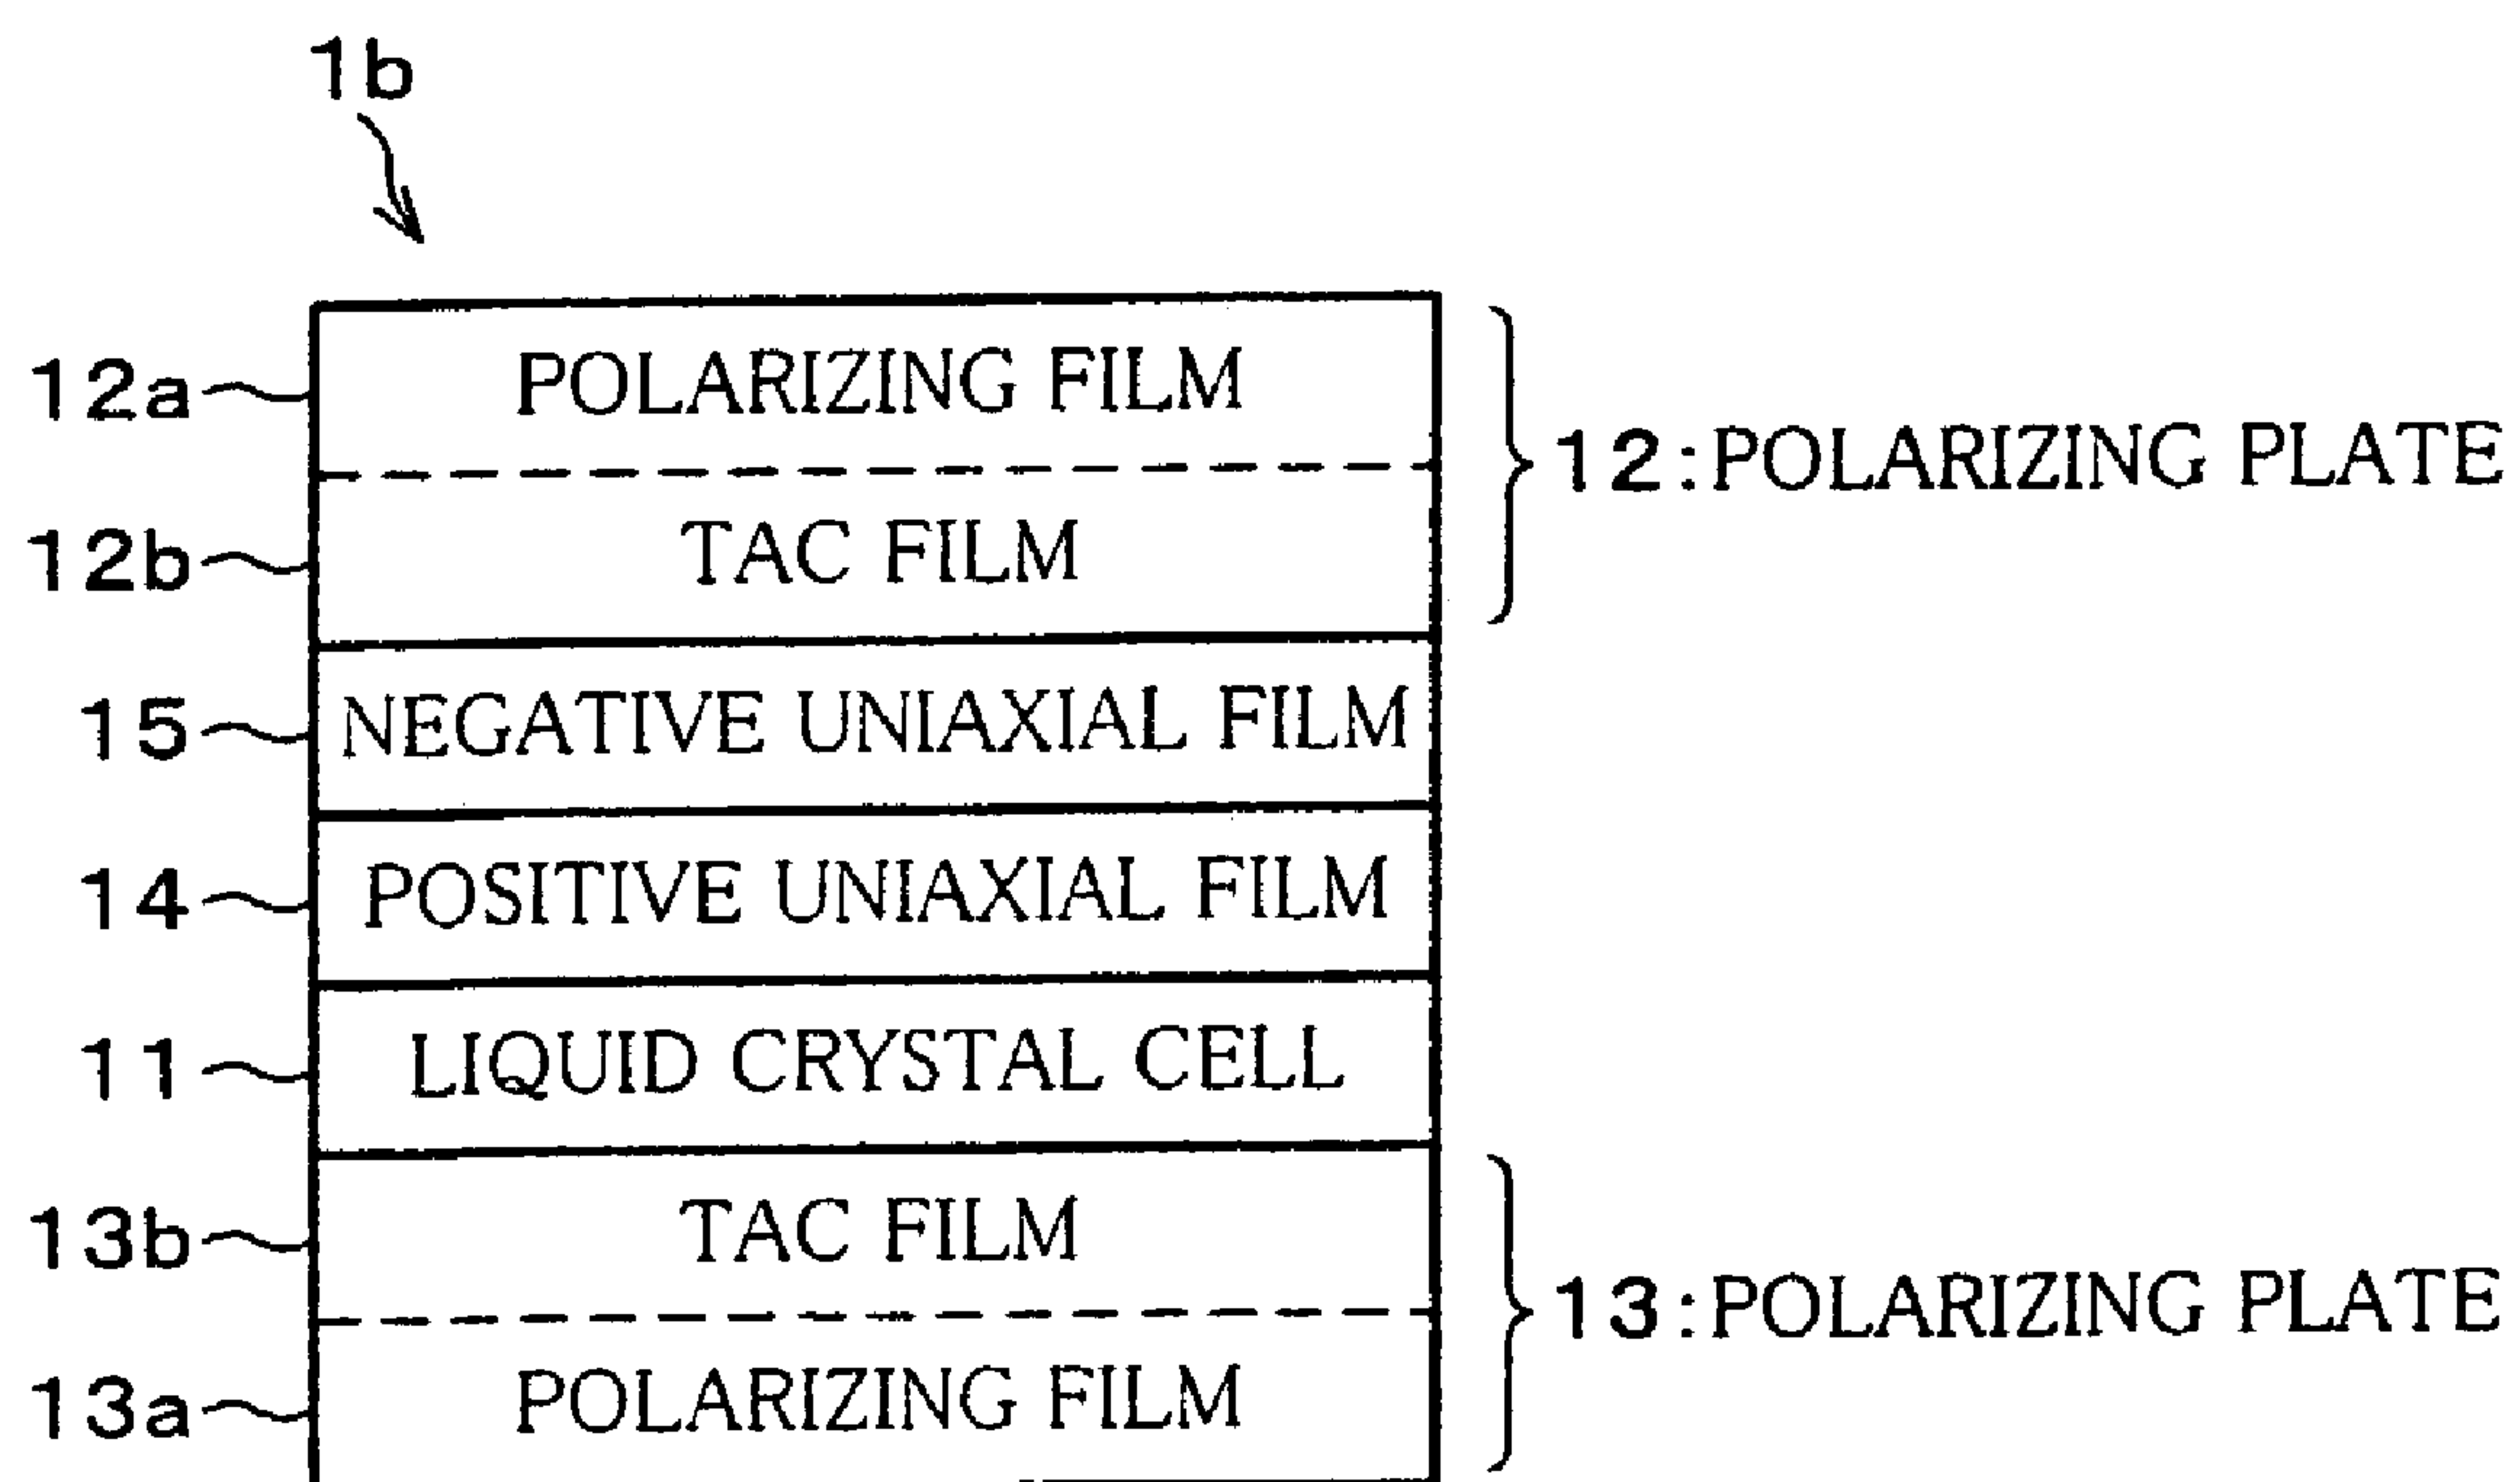 1b
12a POLARIZING FILM
12:POLARIZING PLATE
12b TAC FILM
15 NEGATIVE UNIAXIAL FILM
14 POSITIVE UNIAXIAL FILM
11 LIQUID CRYSTAL CELL
13b TAC FILM
13:POLARIZING PLATE
13a POLARIZING FILM